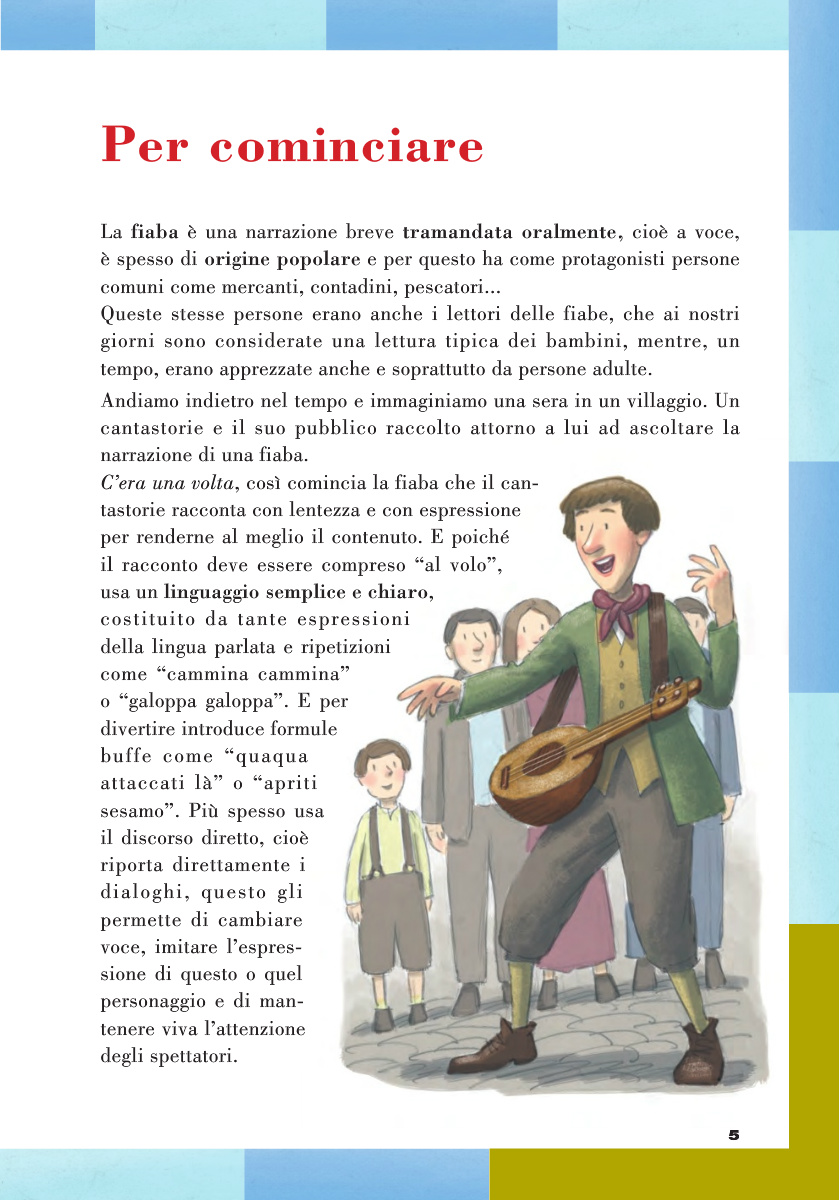 Per cominciare
La fiaba è una narrazione breve tramandata oralmente, cioè a voce,
è spesso di origine popolare e per questo ha come protagonisti persone
comuni come mercanti, contadini, pescatori...
Queste stesse persone erano anche i lettori delle fiabe, che ai nostri
giorni sono considerate una lettura tipica dei bambini, mentre, un
tempo, erano apprezzate anche e soprattutto da persone adulte.
Andiamo indietro nel tempo e immaginiamo una sera in un villaggio. Un
cantastorie e il suo pubblico raccolto attorno a lui ad ascoltare la
narrazione di una fiaba.
C’era una volta, così comincia la fiaba che il can-
tastorie racconta con lentezza e con espressione
per renderne al meglio il contenuto. E poiché
il racconto deve essere compreso “al volo”,
usa un linguaggio semplice e chiaro,
costituito da tante espressioni
della lingua parlata e ripetizioni
come “cammina cammina”
o “galoppa galoppa”. E per
divertire introduce formule
buffe come “quaqua
attaccati là” o “apriti
sesamo”. Più spesso usa
il discorso diretto, cioè
riporta direttamente i
dialoghi, questo gli
permette di cambiare
voce, imitare l’espres-
sione di questo o quel
personaggio e di man-
tenere viva l’attenzione
degli spettatori.
5